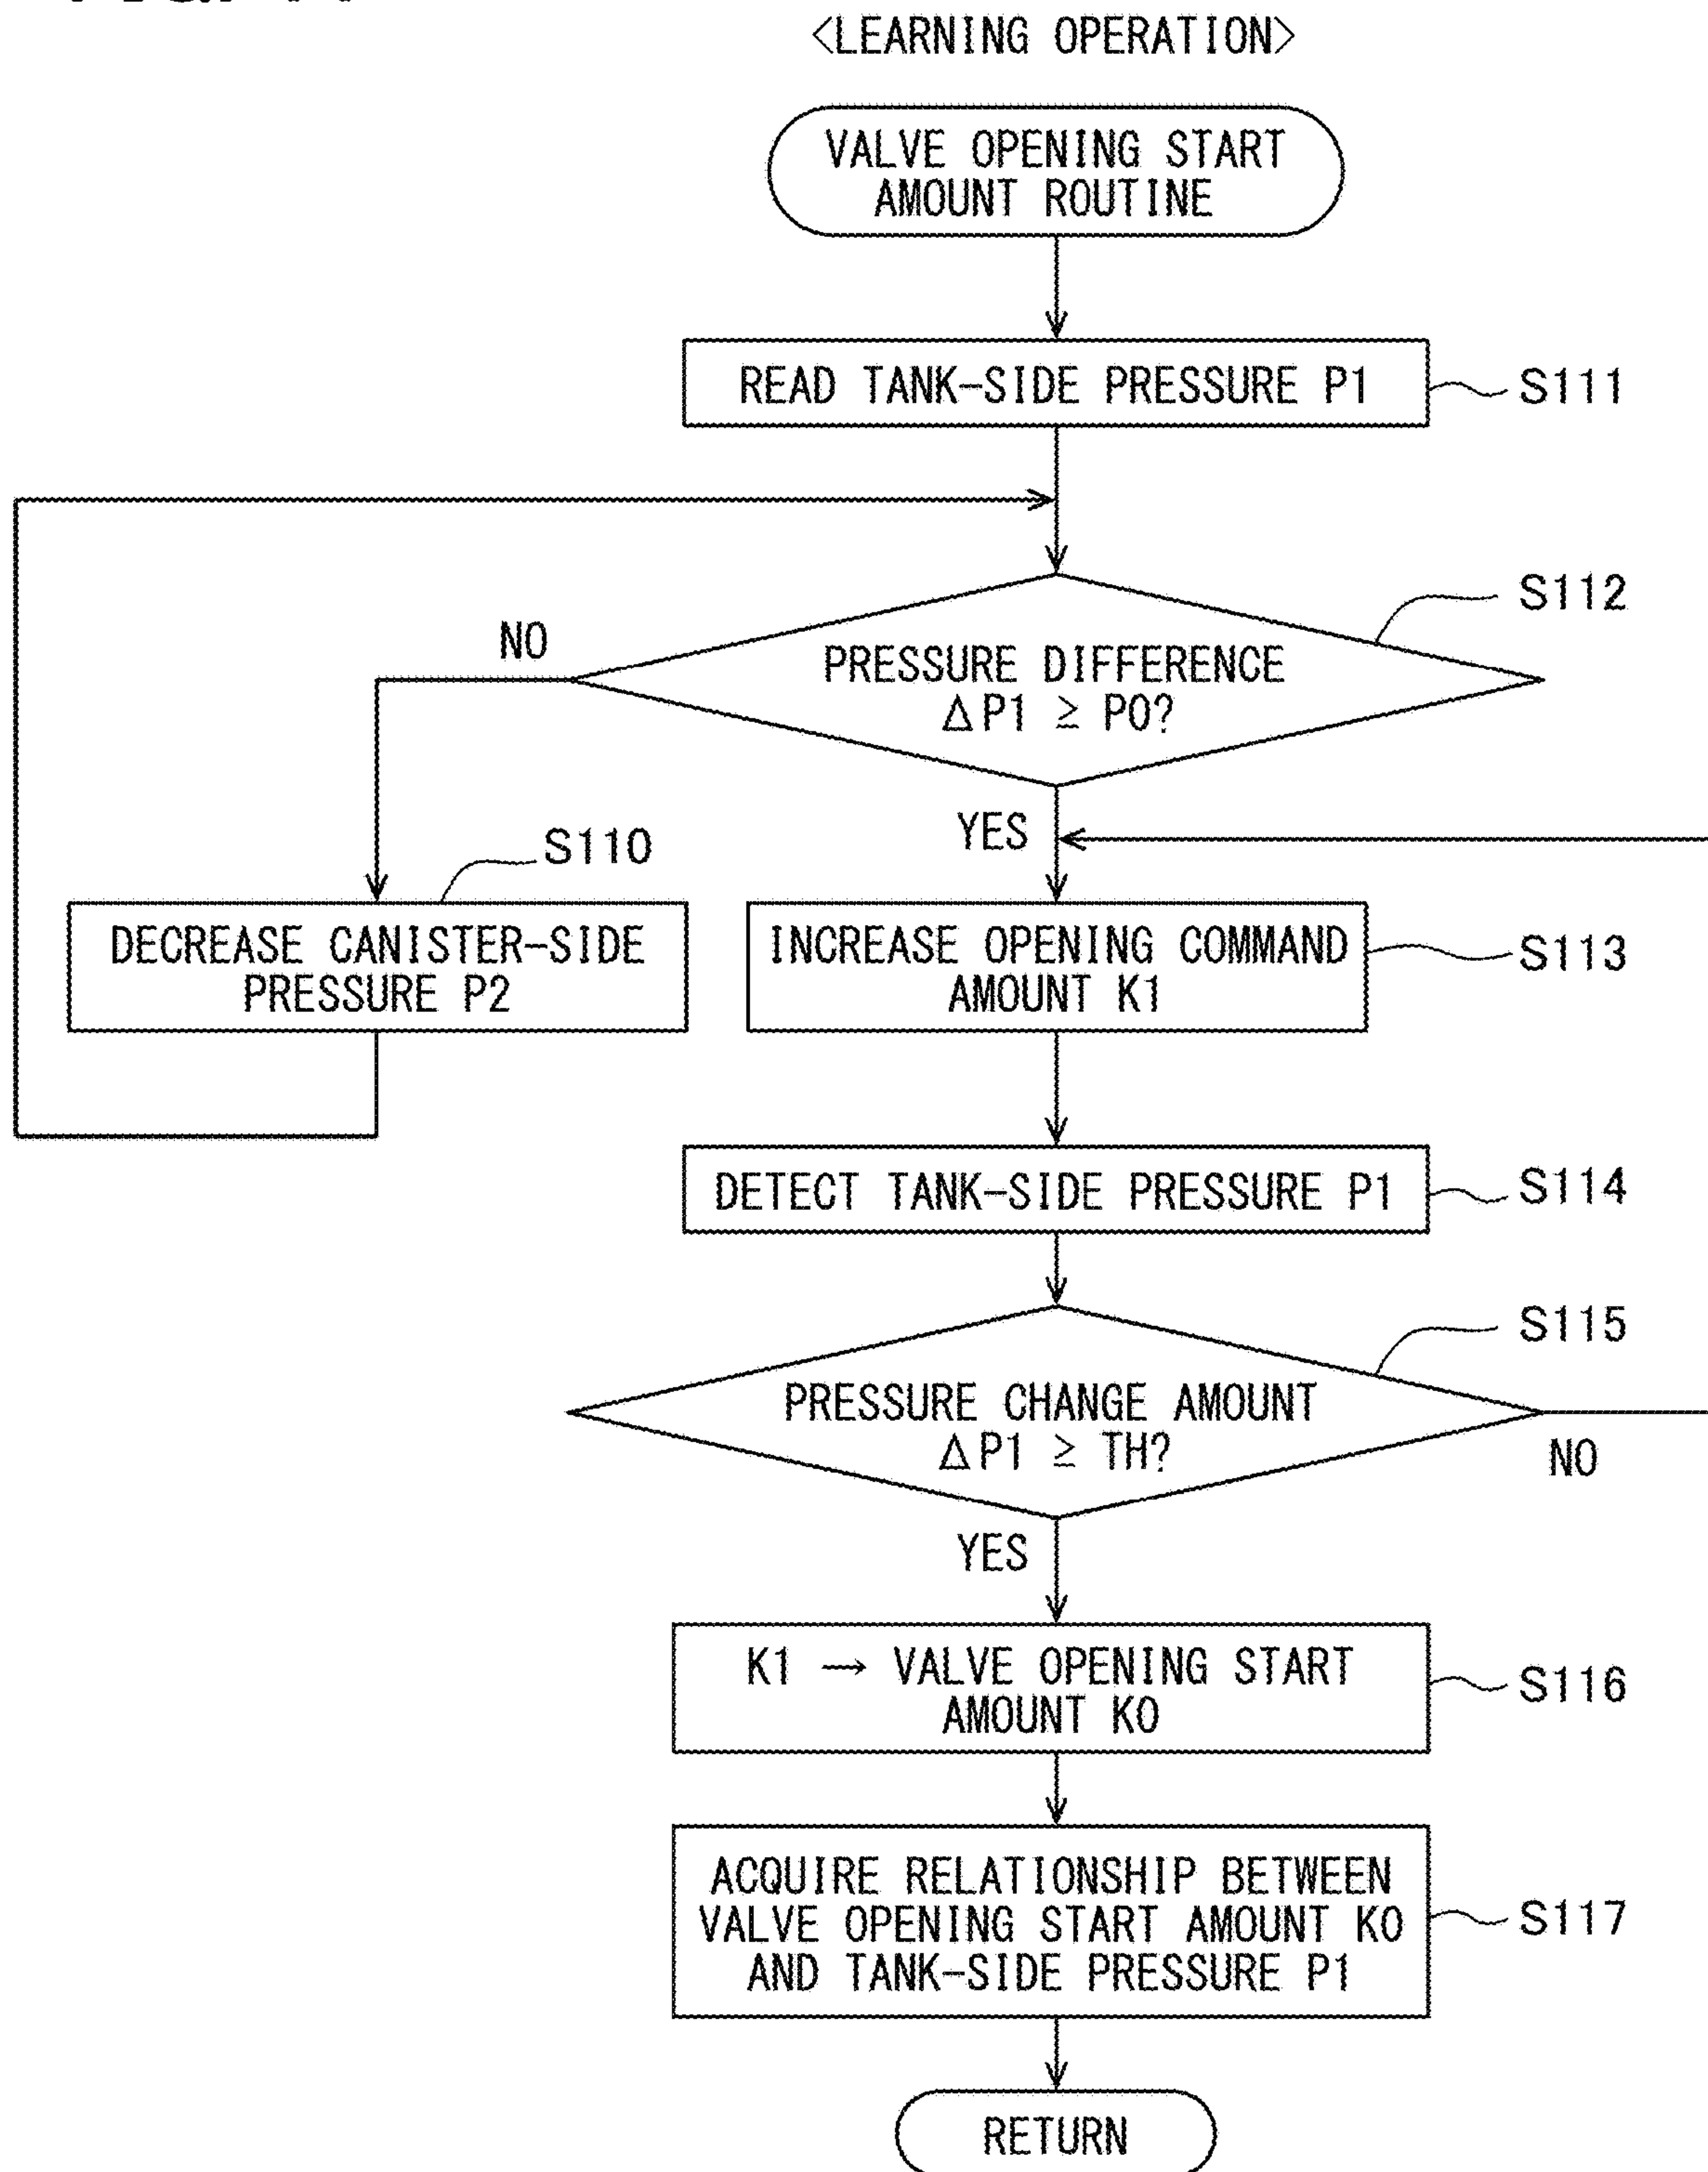 <LEARNING OPERATION>
VALVE OPENING START
AMOUNT ROUTINE
READ TANK-SIDE PRESSURE P1
S111
S112
NO
PRESSURE DIFFERENCE
ΔP1 ≧ P0?
YES
S110
DECREASE CANISTER-SIDE
PRESSURE P2
INCREASE OPENING COMMAND
AMOUNT K1
S113
DETECT TANK-SIDE PRESSURE P1
S114
S115
PRESSURE CHANGE AMOUNT
ΔP1 ≧ TH?
NO
YES
K1 → VALVE OPENING START
AMOUNT K0
S116
ACQUIRE RELATIONSHIP BETWEEN
VALVE OPENING START AMOUNT K0
AND TANK-SIDE PRESSURE P1
S117
RETURN